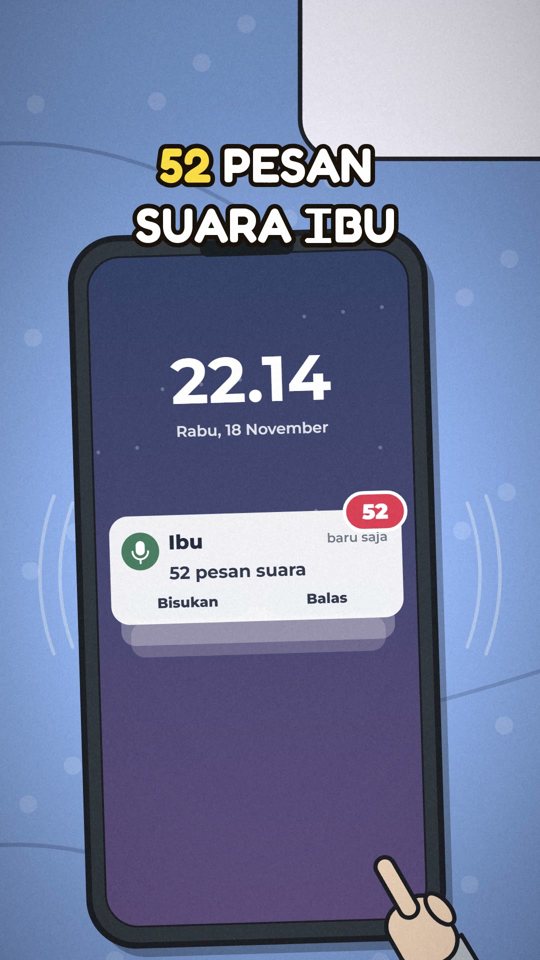 52 PESAN
SUARA IBU
22.14
Rabu, 18 November
52
Ibu
baru saja
52 pesan suara
Bisukan
Balas